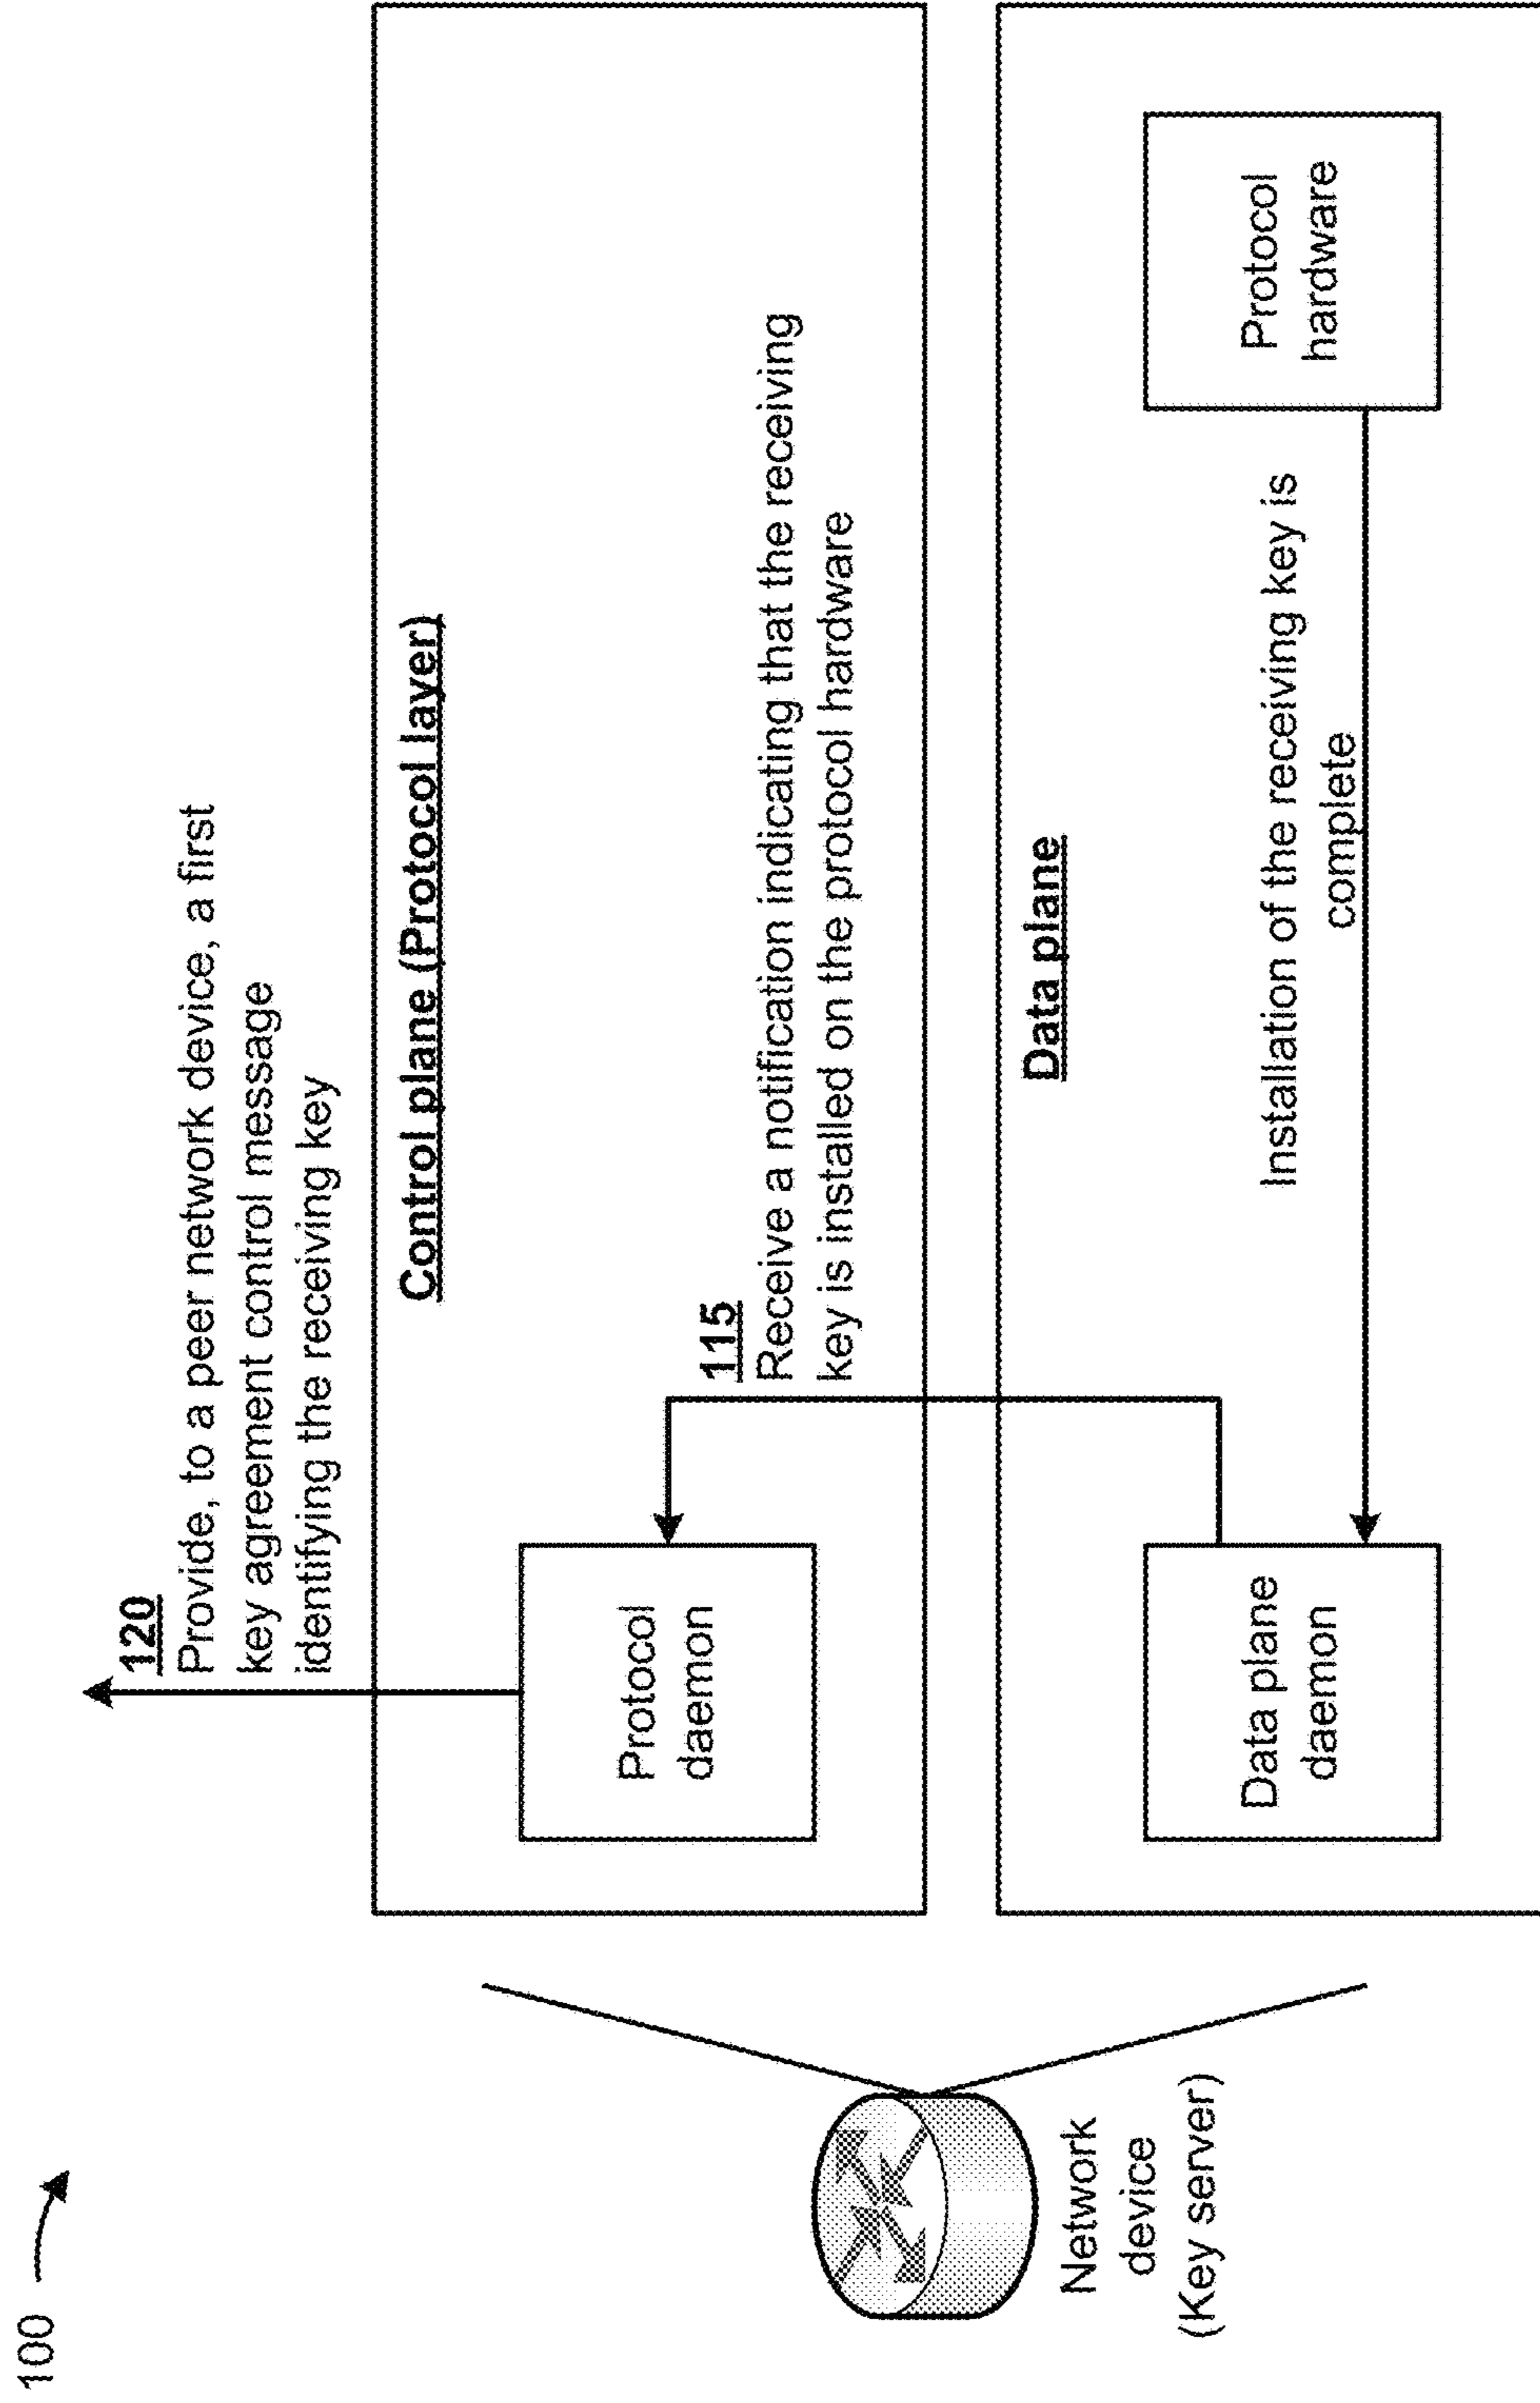 100
120
Provide, to a peer network device, a first
key agreement control message
identifying the receiving key
Control plane (Protocol layer)
Protocol
daemon
115
Receive a notification indicating that the receiving
key is installed on the protocol hardware
Network
device
(Key server)
Data plane
Data plane
daemon
Installation of the receiving key is
complete
Protocol
hardware